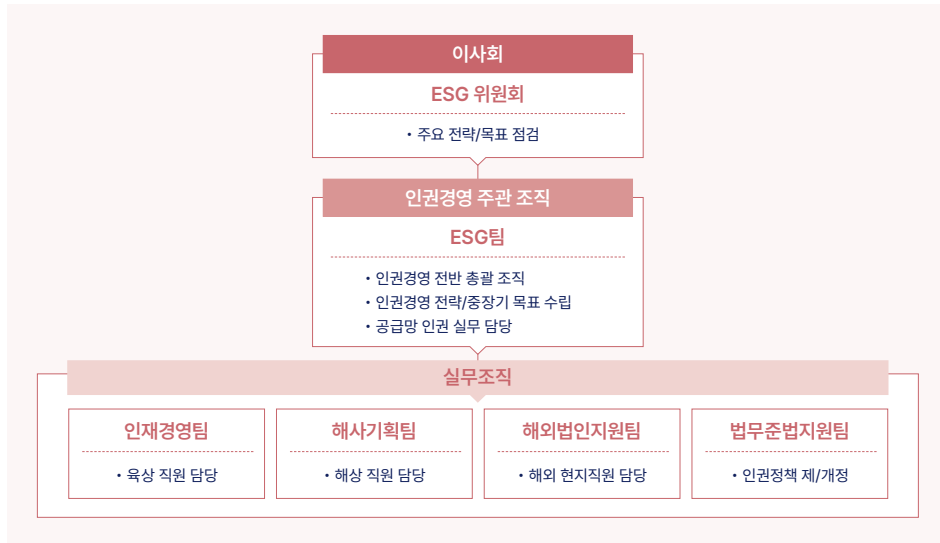 이사회
ESG 위원회
• 주요 전략/목표 점검
인권경영 주관 조직
ESG팀
• 인권경영 전반 총괄 조직
• 인권경영 전략/중장기 목표 수립
• 공급망 인권 실무 담당
실무조직
인재경영팀
• 육상 직원 담당
해사기획팀
• 해상 직원 담당
해외법인지원팀
• 해외 현지직원 담당
법무준법지원팀
• 인권정책 제/개정